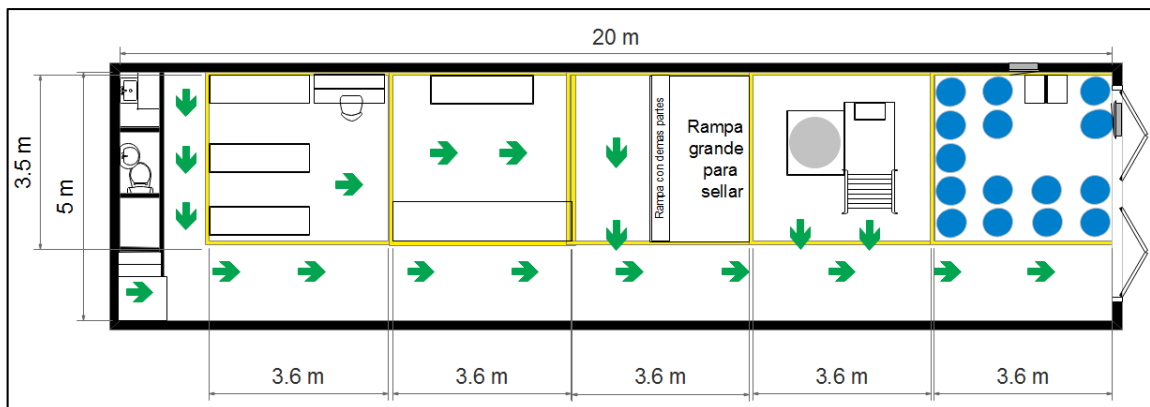 20 m
3.5 m
5 m
Rampa con demas partes
Rampa
grande
para
sellar
3.6 m
3.6 m
3.6 m
3.6 m
3.6 m